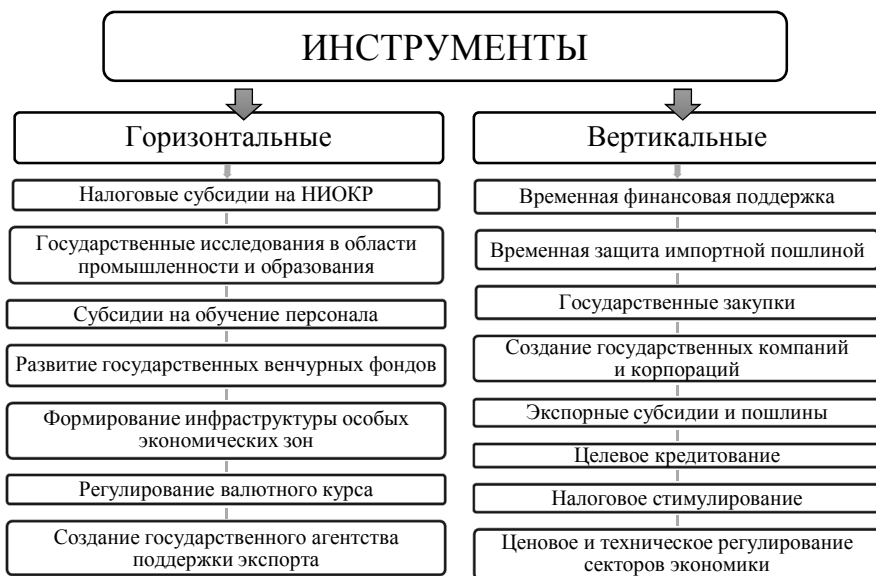 ИНСТРУМЕНТЫ
Горизонтальные
Налоговые субсидии на НИОКР
Государственные исследования в области
промышленности и образования
Субсидии на обучение персонала
Развитие государственных венчурных фондов
Формирование инфраструктуры особых
экономических зон
Регулирование валютного курса
Создание государственного агентства
поддержки экспорта
Вертикальные
Временная финансовая поддержка
Временная защита импортной пошлиной
Государственные закупки
Создание государственных компаний
и корпораций
Экспорные субсидии и пошлины
Целевое кредитование
Налоговое стимулирование
Ценовое и техническое регулирование
секторов экономики